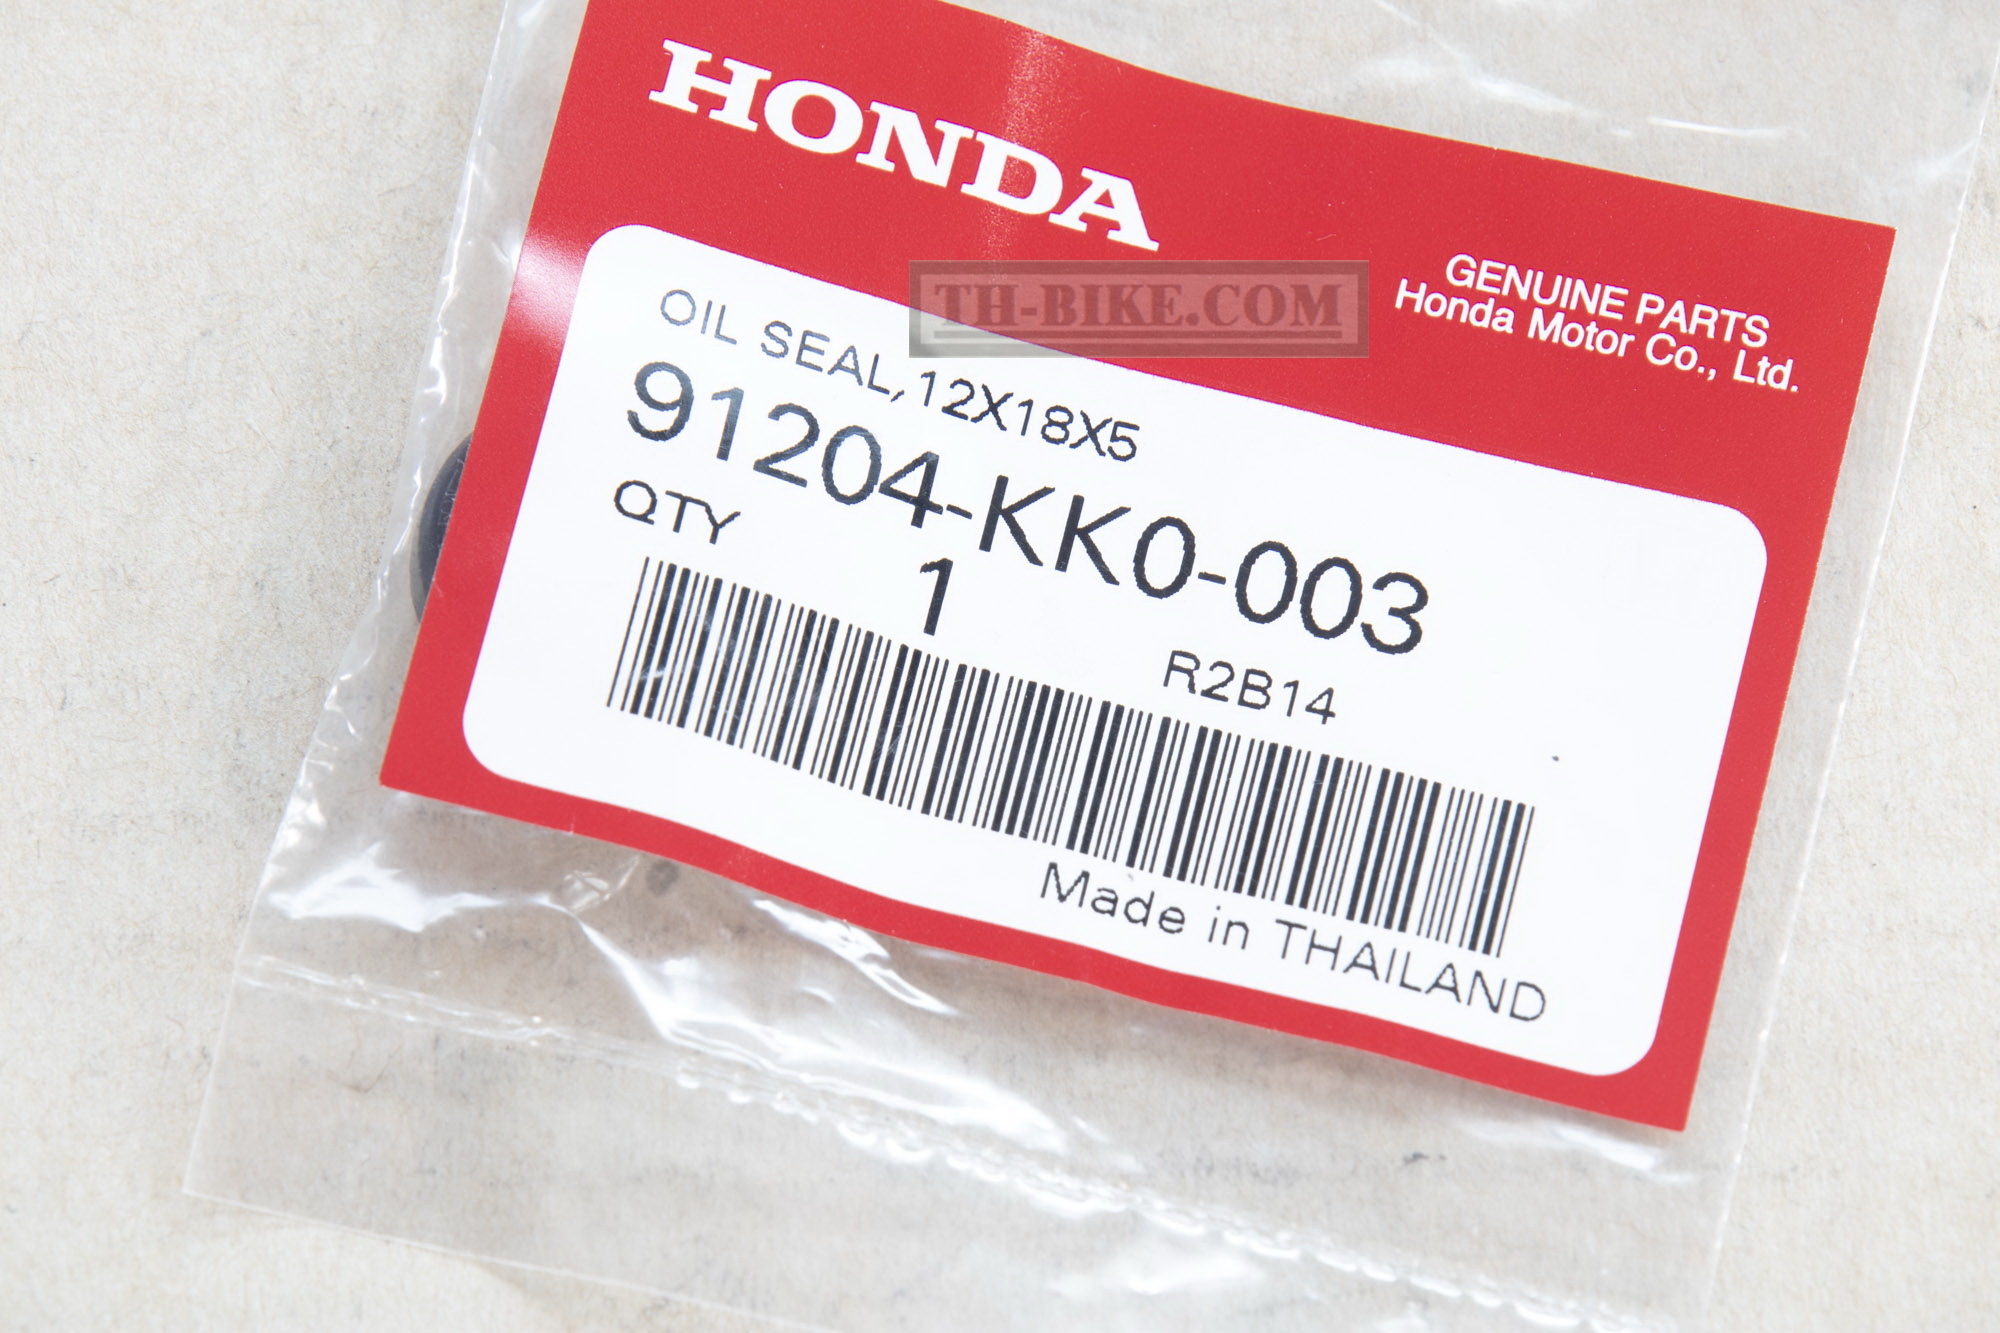 HONDA
GENUINE PARTS
Honda Motor Co., Ltd.
TH-BIKE.COM
OIL SEAL,12X18X5
91204-KK0-003
QTY
1
R2B14
Made in THAILAND